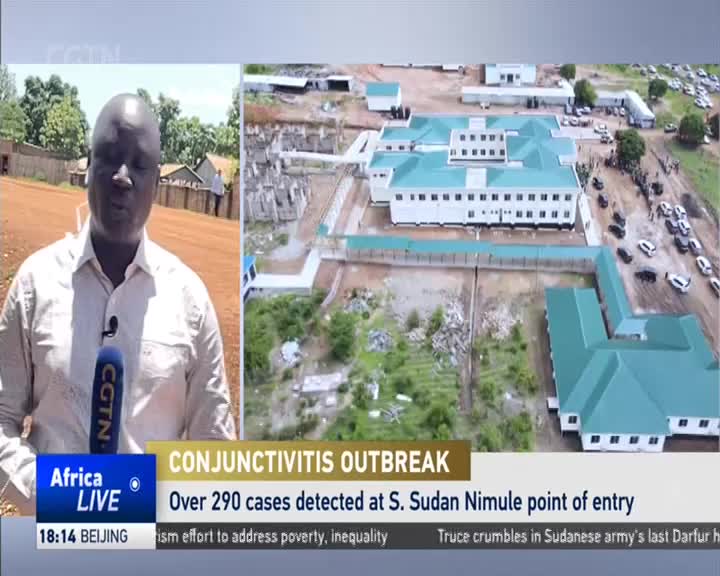 CGTN
CGTN
CONJUNCTIVITIS OUTBREAK
Africa
LIVE
Over 290 cases detected at S. Sudan Nimule point of entry
18:14 BEIJING
ism effort to address poverty, inequality
Truce crumbles in Sudanese army's last Darfur h